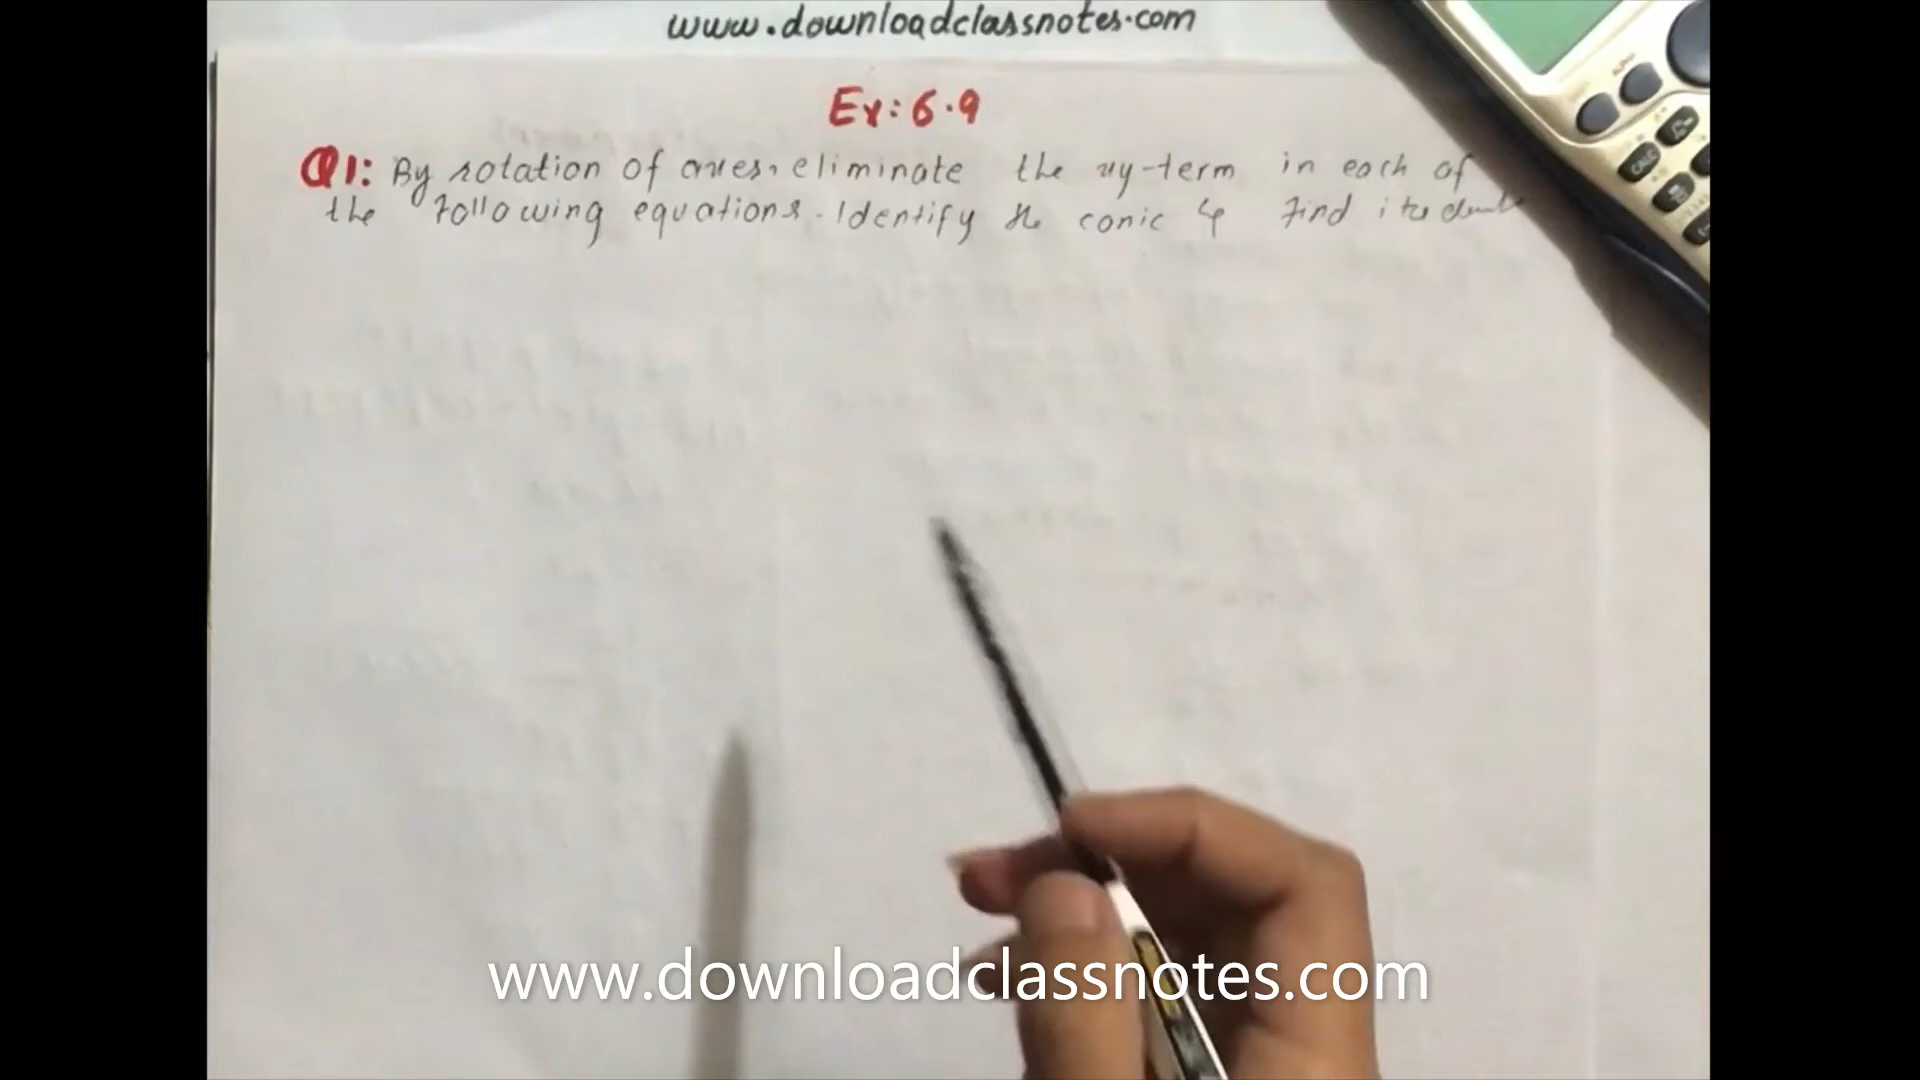 www.downloadclassnotes.com
Ex: 6.9
Q1: By rotation of axes, eliminate the xy-term in each of
the following equations. Identify the conic & find its
www.downloadclassnotes.com